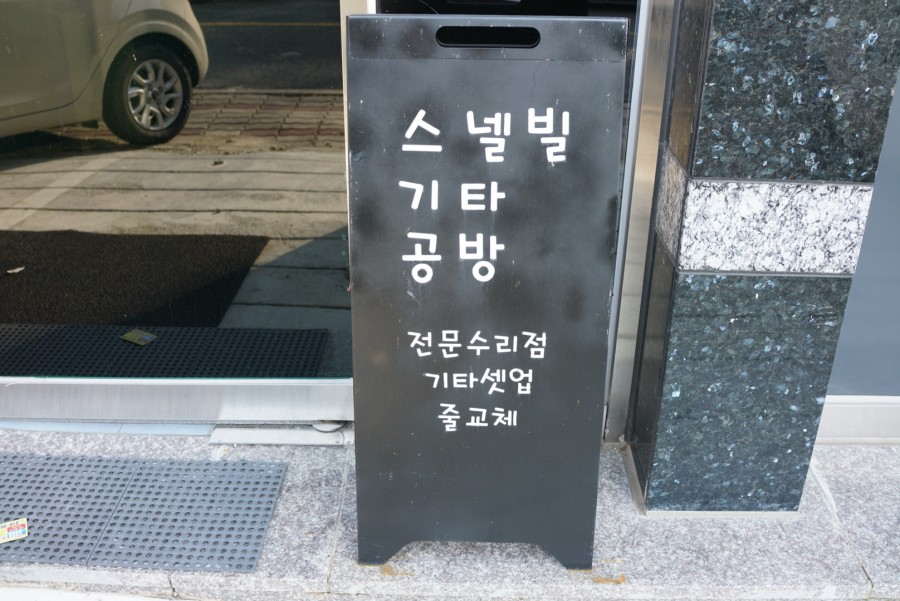 스넬빌
기타
공방
전문수리점
기타셋업
줄교체